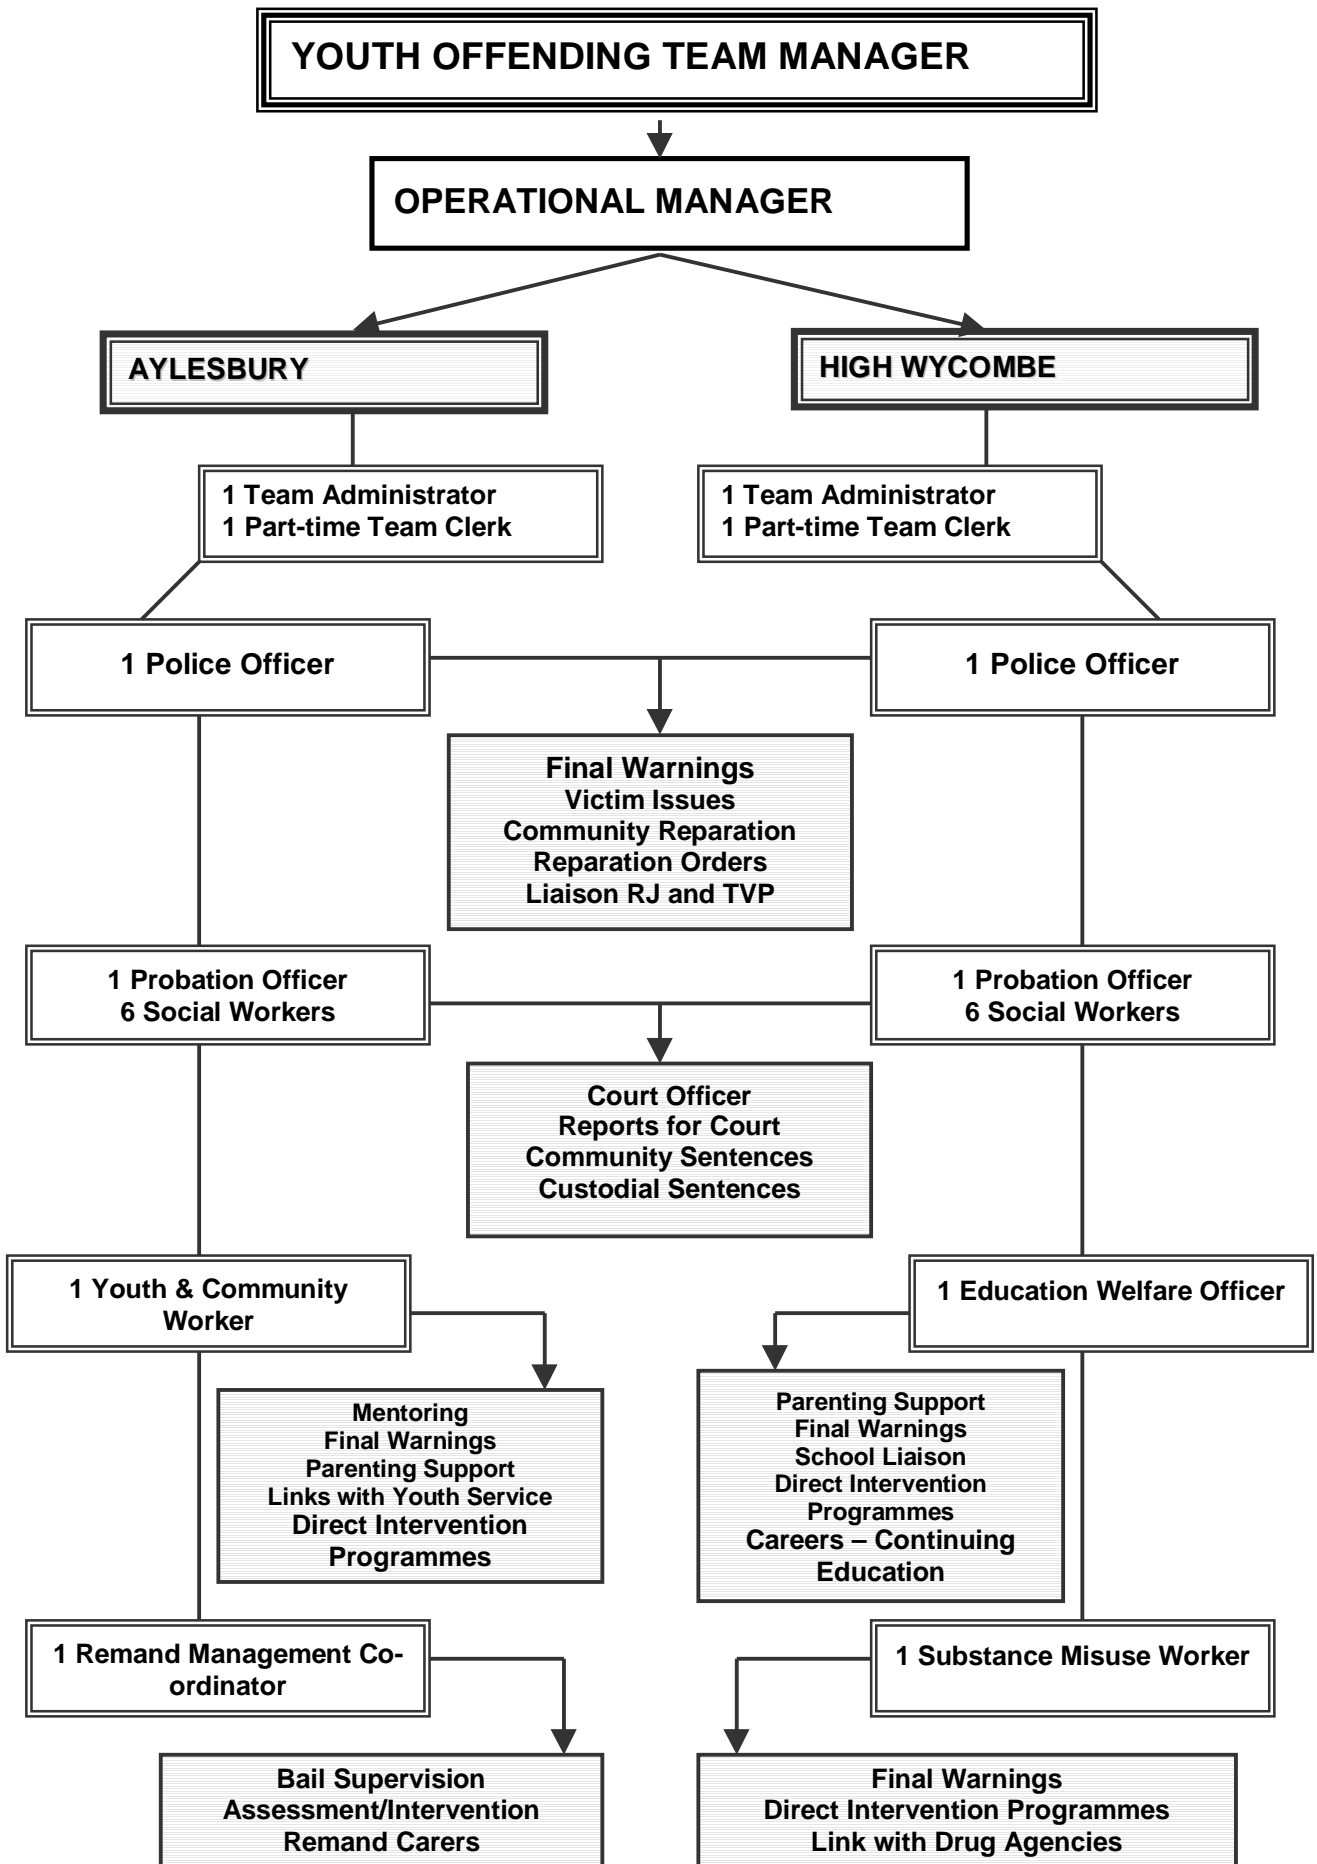 YOUTH OFFENDING TEAM MANAGER
OPERATIONAL MANAGER
AYLESBURY
HIGH WYCOMBE
1 Team Administrator
1 Part-time Team Clerk
1 Team Administrator
1 Part-time Team Clerk
1 Police Officer
1 Police Officer
Final Warnings
Victim Issues
Community Reparation
Reparation Orders
Liaison RJ and TVP
1 Probation Officer
6 Social Workers
1 Probation Officer
6 Social Workers
Court Officer
Reports for Court
Community Sentences
Custodial Sentences
1 Youth & Community
Worker
1 Education Welfare Officer
Mentoring
Final Warnings
Parenting Support
Links with Youth Service
Direct Intervention
Programmes
Parenting Support
Final Warnings
School Liaison
Direct Intervention
Programmes
Careers – Continuing
Education
1 Remand Management Co-
ordinator
1 Substance Misuse Worker
Bail Supervision
Assessment/Intervention
Remand Carers
Final Warnings
Direct Intervention Programmes
Link with Drug Agencies